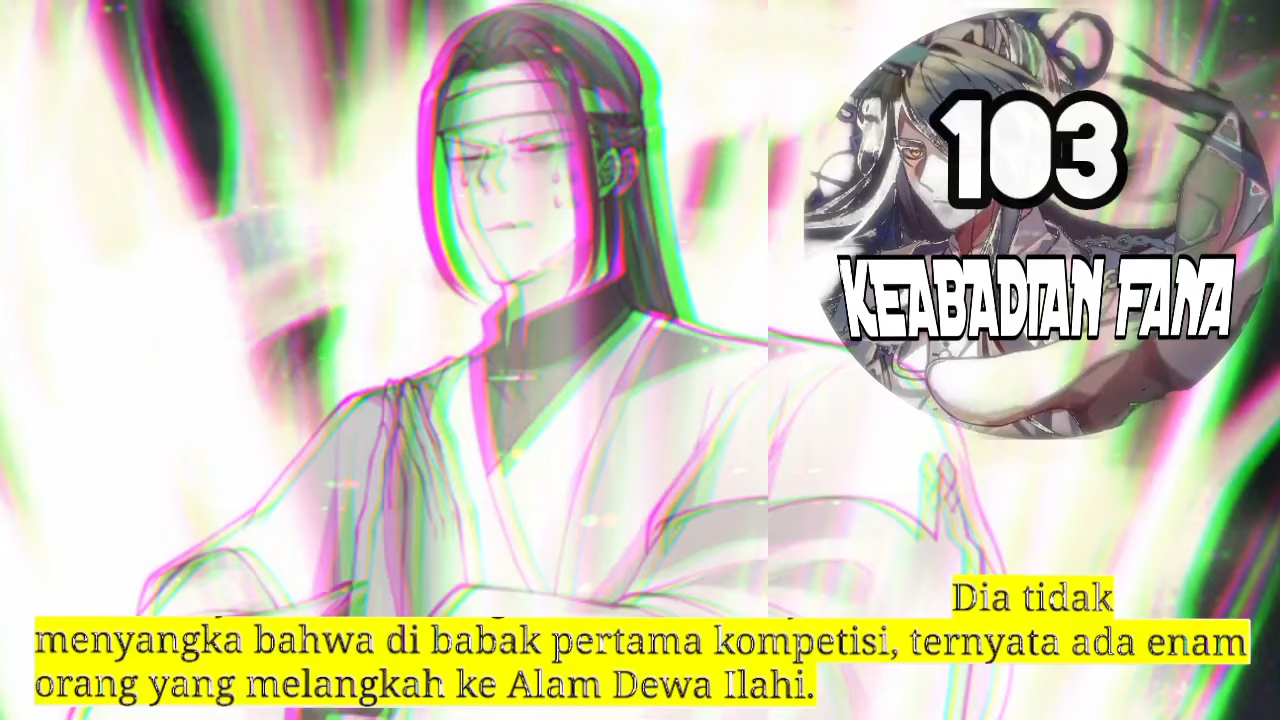 103
KEABADIAN FANA
Dia tidak
menyangka bahwa di babak pertama kompetisi, ternyata ada enam
orang yang melangkah ke Alam Dewa Ilahi.